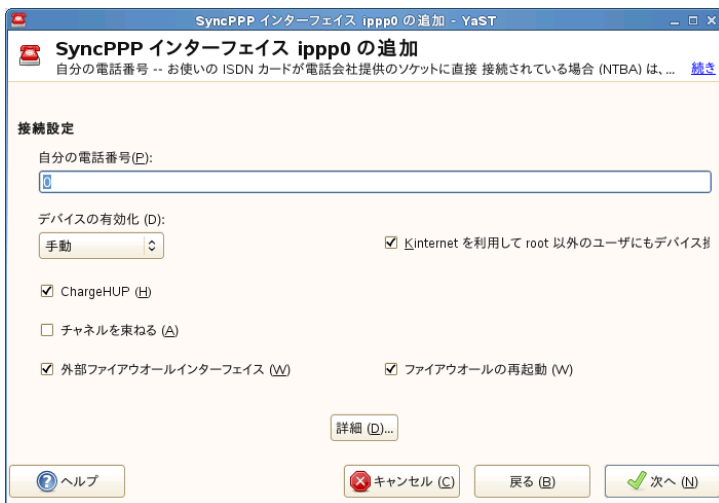 SyncPPP インターフェイス ippp0 の追加 - YaST
SyncPPP インターフェイス ippp0 の追加
自分の電話番号 -- お使いの ISDN カードが電話会社提供のソケットに直接 接続されている場合 (NTBA) は、... 続き
接続設定
自分の電話番号(P):
0
デバイスの有効化 (D):
手動
Kinternet を利用して root 以外のユーザにもデバイス
ChargeHUP (H)
チャネルを束ねる (A)
外部ファイアウオールインターフェイス (W)
ファイアウオールの再起動 (W)
詳細 (D)...
ヘルプ
キャンセル (C)
戻る (B)
次へ (N)